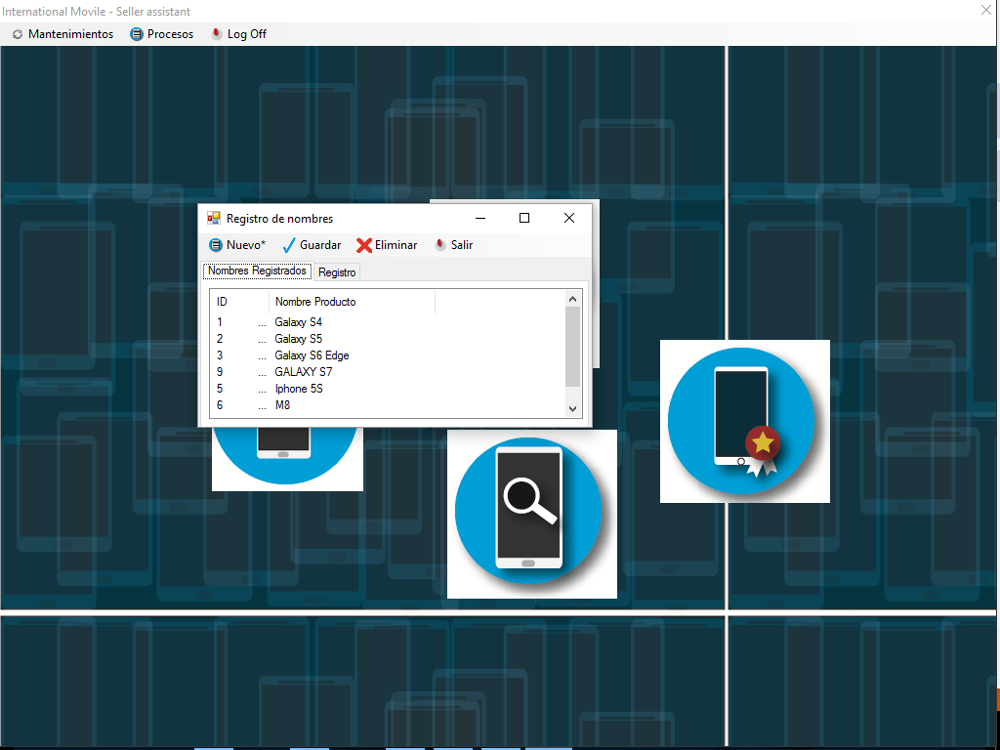 International Movile - Seller assistant
Mantenimientos Procesos Log Off
Registro de nombres
Nuevo* Guardar Eliminar Salir
Nombres Registrados Registro
ID Nombre Producto
1 ... Galaxy S4
2 ... Galaxy S5
3 ... Galaxy S6 Edge
9 ... GALAXY S7
5 ... Iphone 5S
6 ... M8